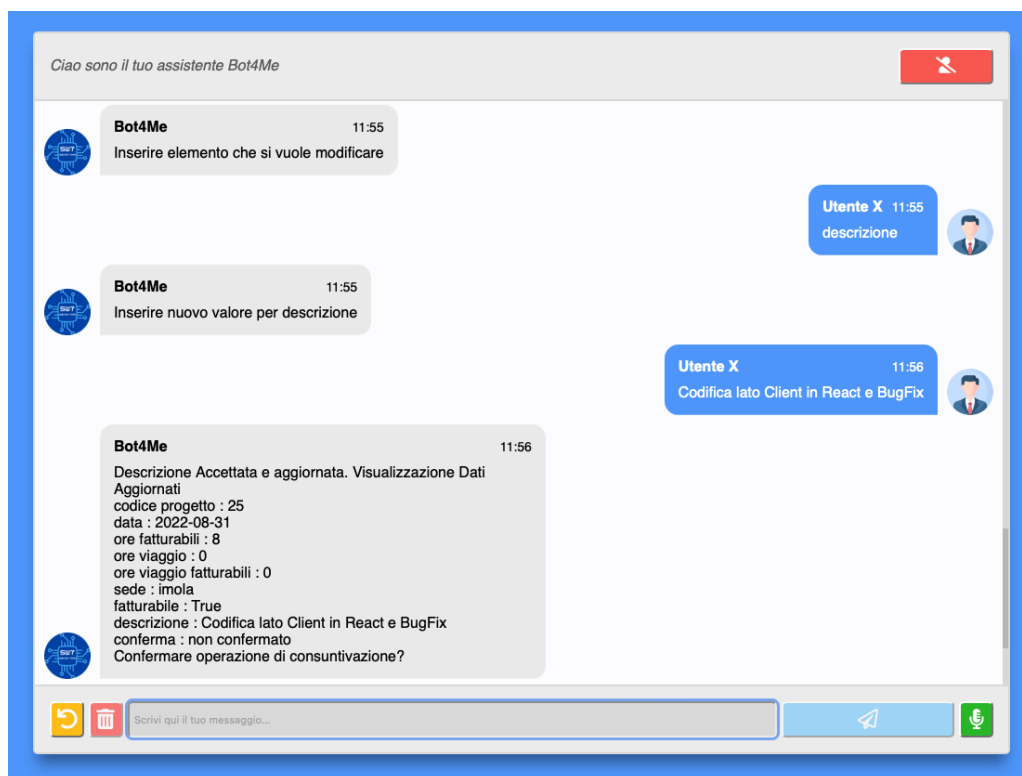 Ciao sono il tuo assistente Bot4Me
Bot4Me 11:55
Inserire elemento che si vuole modificare
Utente X 11:55
descrizione
Bot4Me 11:55
Inserire nuovo valore per descrizione
Utente X 11:56
Codifica lato Client in React e BugFix
Bot4Me 11:56
Descrizione Accettata e aggiornata. Visualizzazione Dati
Aggiornati
codice progetto : 25
data : 2022-08-31
ore fatturabili : 8
ore viaggio : 0
ore viaggio fatturabili : 0
sede : imola
fatturabile : True
descrizione : Codifica lato Client in React e BugFix
conferma : non confermato
Confermare operazione di consuntivazione?
Scrivi qui il tuo messaggio...